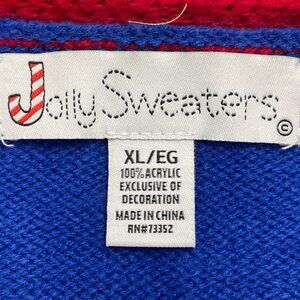 Jolly Sweaters
©
XL/EG
100% ACRYLIC
EXCLUSIVE OF
DECORATION
MADE IN CHINA
RN#73352